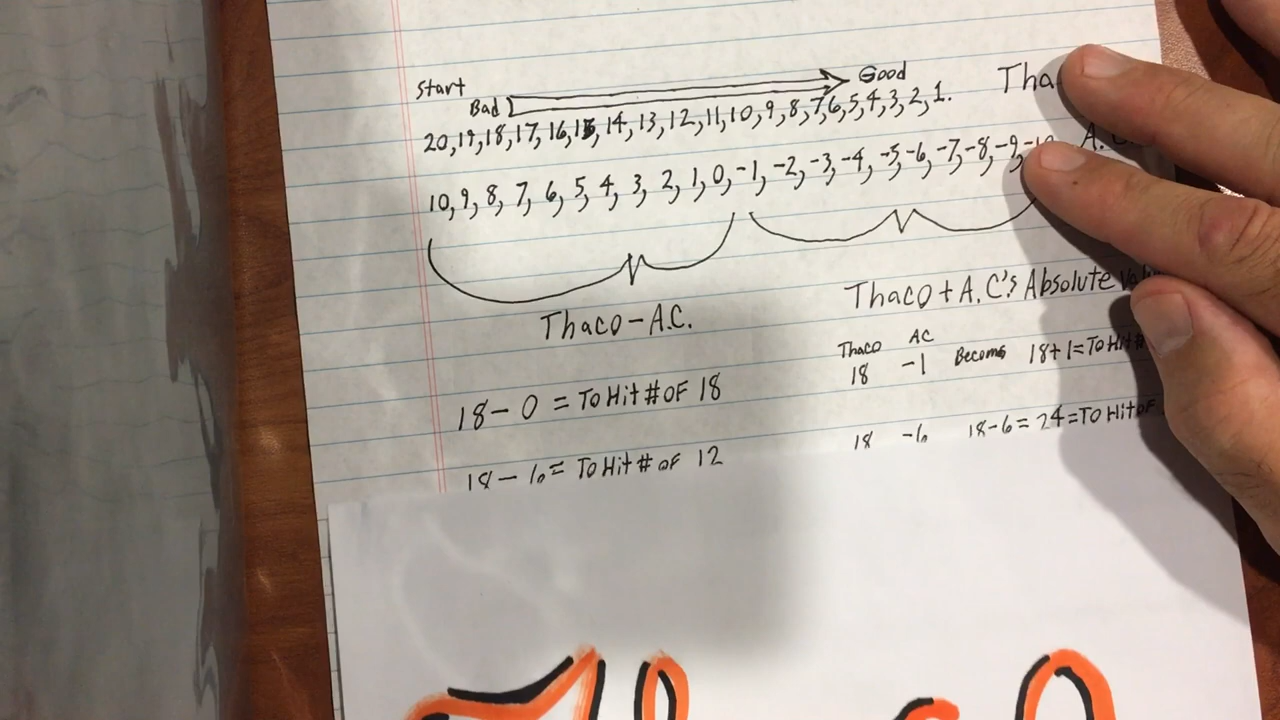 Start
Bad Good
20,19,18,17,16,15,14,13,12,11,10,9,8,7,6,5,4,3,2,1.
10,9,8,7,6,5,4,3,2,1,0,-1,-2,-3,-4,-5,-6,-7,-8,-9,-10
Thaco-A.C.
Thaco+A.C's Absolute
Thaco AC
18 -1 Becomes 18+1=To Hit #
18-0=To Hit # OF 18
18 -6 18-6=24=To Hit of
18-6=To Hit # of 12